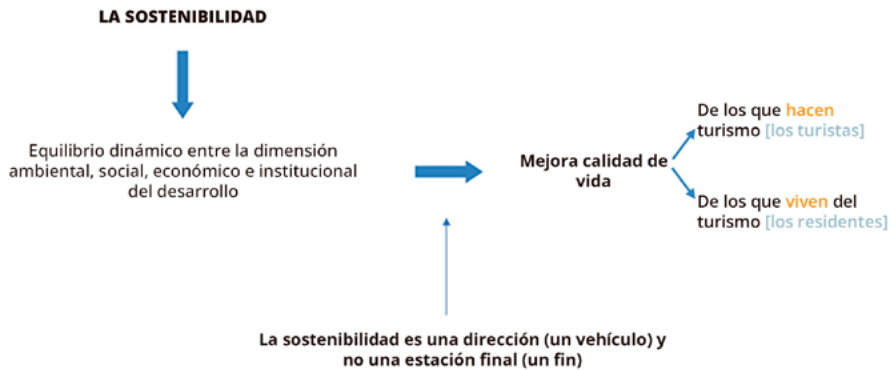 LA SOSTENIBILIDAD
Equilibrio dinámico entre la dimensión
ambiental, social, económico e institucional
del desarrollo
Mejora calidad de
vida
De los que hacen
turismo [los turistas]
De los que viven del
turismo [los residentes]
La sostenibilidad es una dirección (un vehículo) y
no una estación final (un fin)